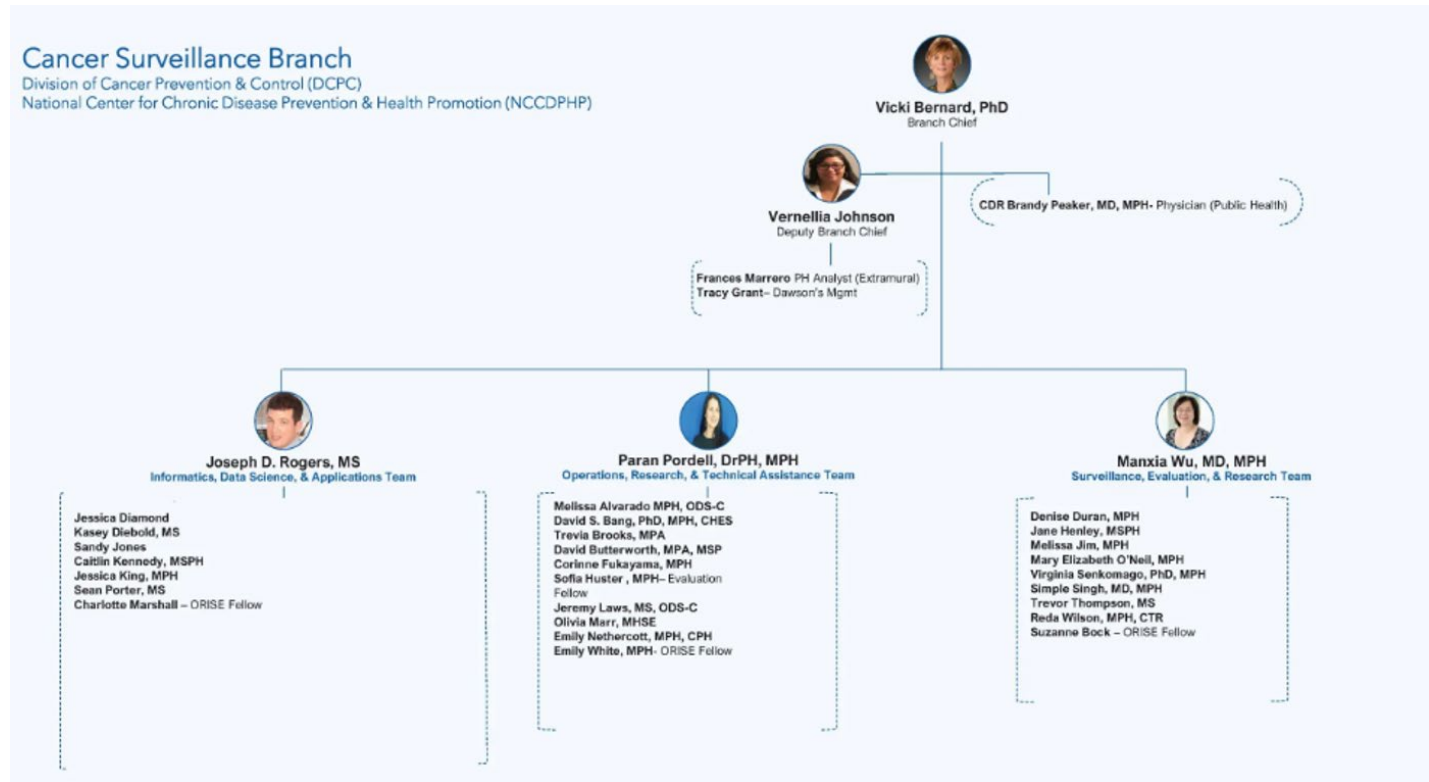 Cancer Surveillance Branch
Division of Cancer Prevention & Control (DCPC)
National Center for Chronic Disease Prevention & Health Promotion (NCCDPHP)
Vicki Bernard, PhD
Branch Chief
Vernellia Johnson
Deputy Branch Chief
CDR Brandy Peaker, MD, MPH- Physician (Public Health)
Frances Marrero PH Analyst (Extramural)
Tracy Grant– Dawson's Mgmt
Joseph D. Rogers, MS
Informatics, Data Science, & Applications Team
Jessica Diamond
Kasey Diebold, MS
Sandy Jones
Caitlin Kennedy, MSPH
Jessica King, MPH
Sean Porter, MS
Charlotte Marshall – ORISE Fellow
Paran Pordell, DrPH, MPH
Operations, Research, & Technical Assistance Team
Melissa Alvarado MPH, ODS-C
David S. Bang, PhD, MPH, CHES
Trevia Brooks, MPA
David Butterworth, MPA, MSP
Corinne Fukayama, MPH
Sofia Huster , MPH– Evaluation
Fellow
Jeremy Laws, MS, ODS-C
Olivia Marr, MHSE
Emily Nethercott, MPH, CPH
Emily White, MPH- ORISE Fellow
Manxia Wu, MD, MPH
Surveillance, Evaluation, & Research Team
Denise Duran, MPH
Jane Henley, MSPH
Melissa Jim, MPH
Mary Elizabeth O'Neil, MPH
Virginia Senkomago, PhD, MPH
Simple Singh, MD, MPH
Trevor Thompson, MS
Reda Wilson, MPH, CTR
Suzanne Bock – ORISE Fellow